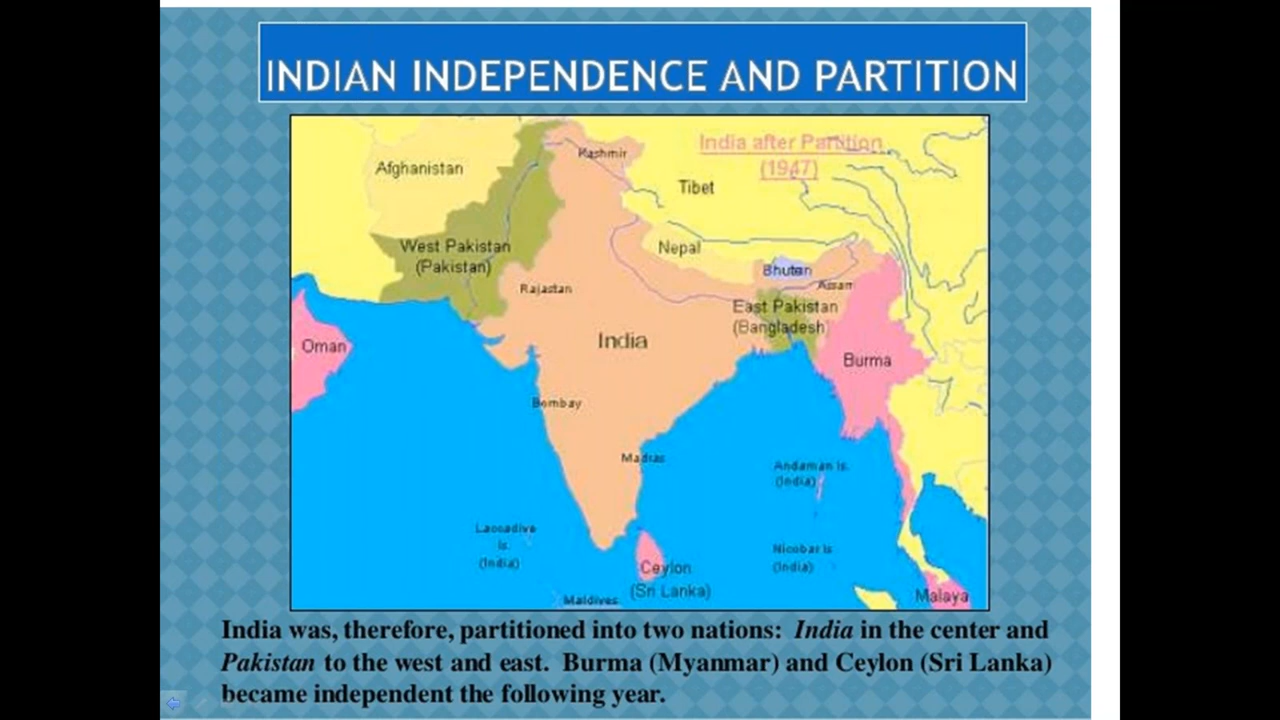 INDIAN INDEPENDENCE AND PARTITION
India after Partition
(1947)
Kashmir
Afghanistan
Tibet
West Pakistan
(Pakistan)
Nepal
Bhutan
Assam
Rajastan
East Pakistan
(Bangladesh)
India
Oman
Burma
Bombay
Madras
Andaman Is.
(India)
Laccadive
Is.
(India)
Nicobar Is
(India)
Ceylon
(Sri Lanka)
Maldives
Malaya
India was, therefore, partitioned into two nations: India in the center and
Pakistan to the west and east. Burma (Myanmar) and Ceylon (Sri Lanka)
became independent the following year.